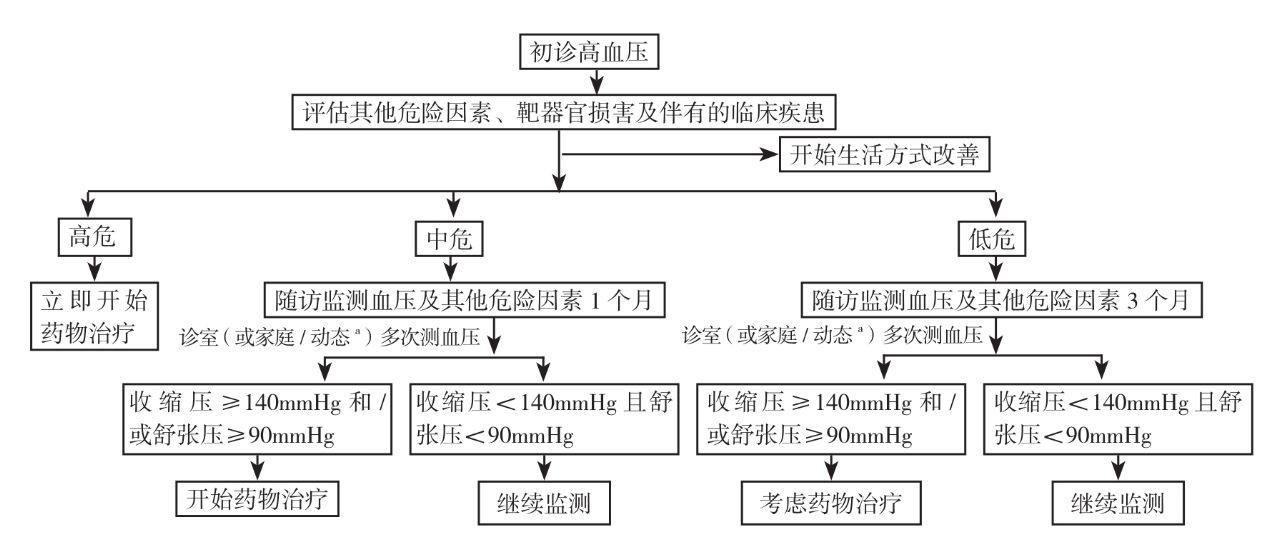 初诊高血压
评估其他危险因素、靶器官损害及伴有的临床疾患
开始生活方式改善
高危
中危
低危
立即开始
药物治疗
随访监测血压及其他危险因素 1 个月
随访监测血压及其他危险因素 3 个月
诊室(或家庭/动态ª)多次测血压
诊室(或家庭/动态ª)多次测血压
收缩压≥140mmHg 和/
或舒张压≥90mmHg
收缩压<140mmHg 且舒
张压<90mmHg
收缩压≥140mmHg 和/
或舒张压≥90mmHg
收缩压<140mmHg 且舒
张压<90mmHg
开始药物治疗
继续监测
考虑药物治疗
继续监测